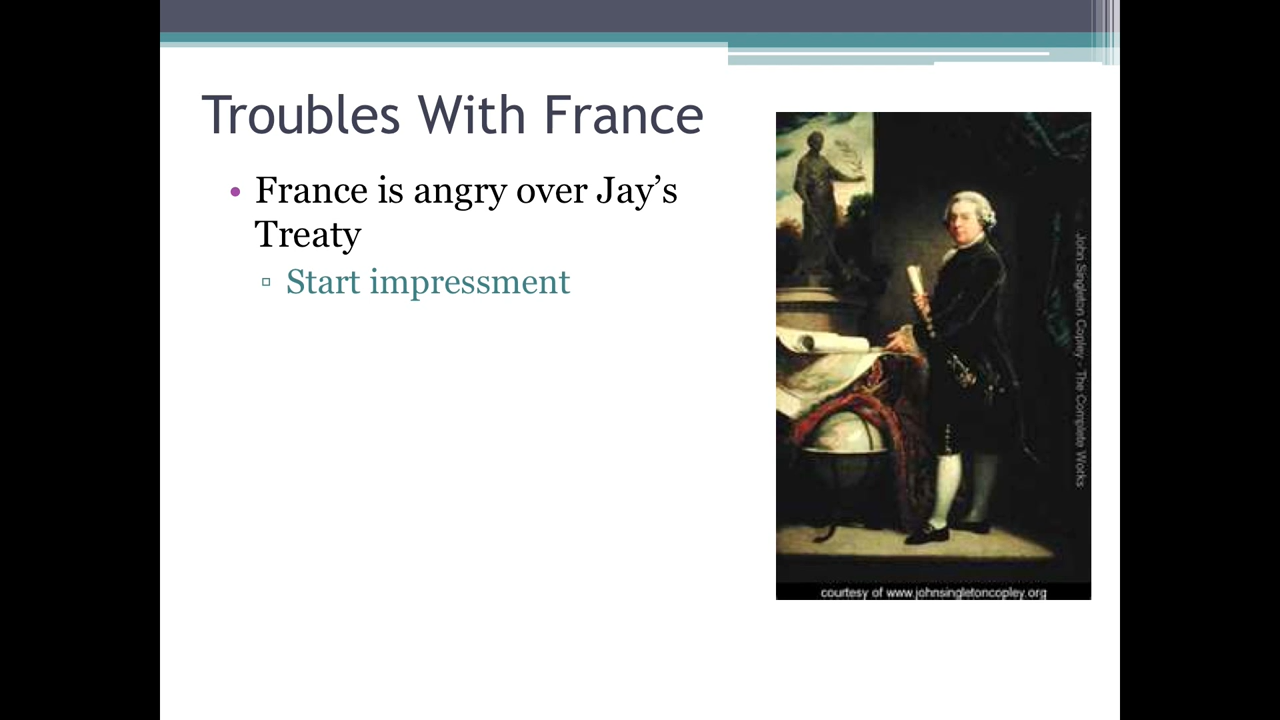 Troubles With France
• France is angry over Jay’s
Treaty
▫ Start impressment
John Singleton Copley - The Complete Works
courtesy of www.johnsingletoncopley.org